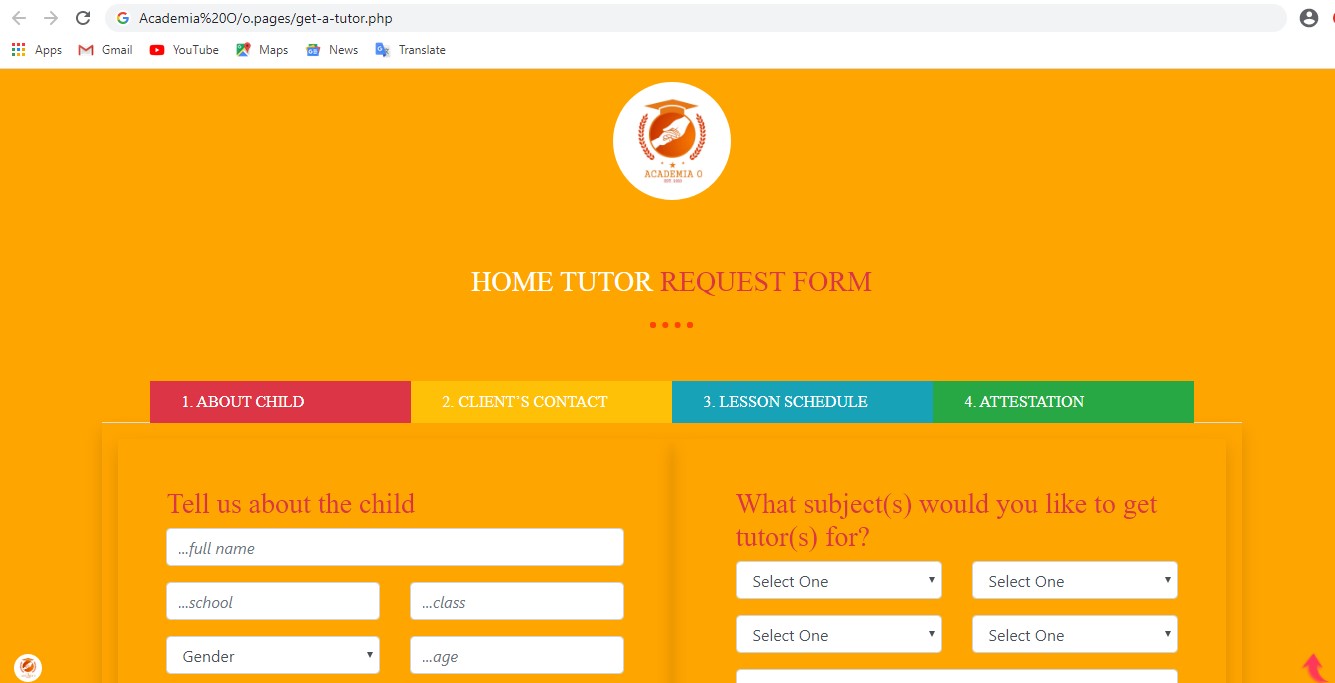 Academia%20O/o.pages/get-a-tutor.php
Apps Gmail YouTube Maps News Translate
ACADEMIA O
HOME TUTOR REQUEST FORM
1. ABOUT CHILD 2. CLIENT'S CONTACT 3. LESSON SCHEDULE 4. ATTESTATION
Tell us about the child
...full name
...school ...class
Gender ...age
What subject(s) would you like to get
tutor(s) for?
Select One Select One
Select One Select One